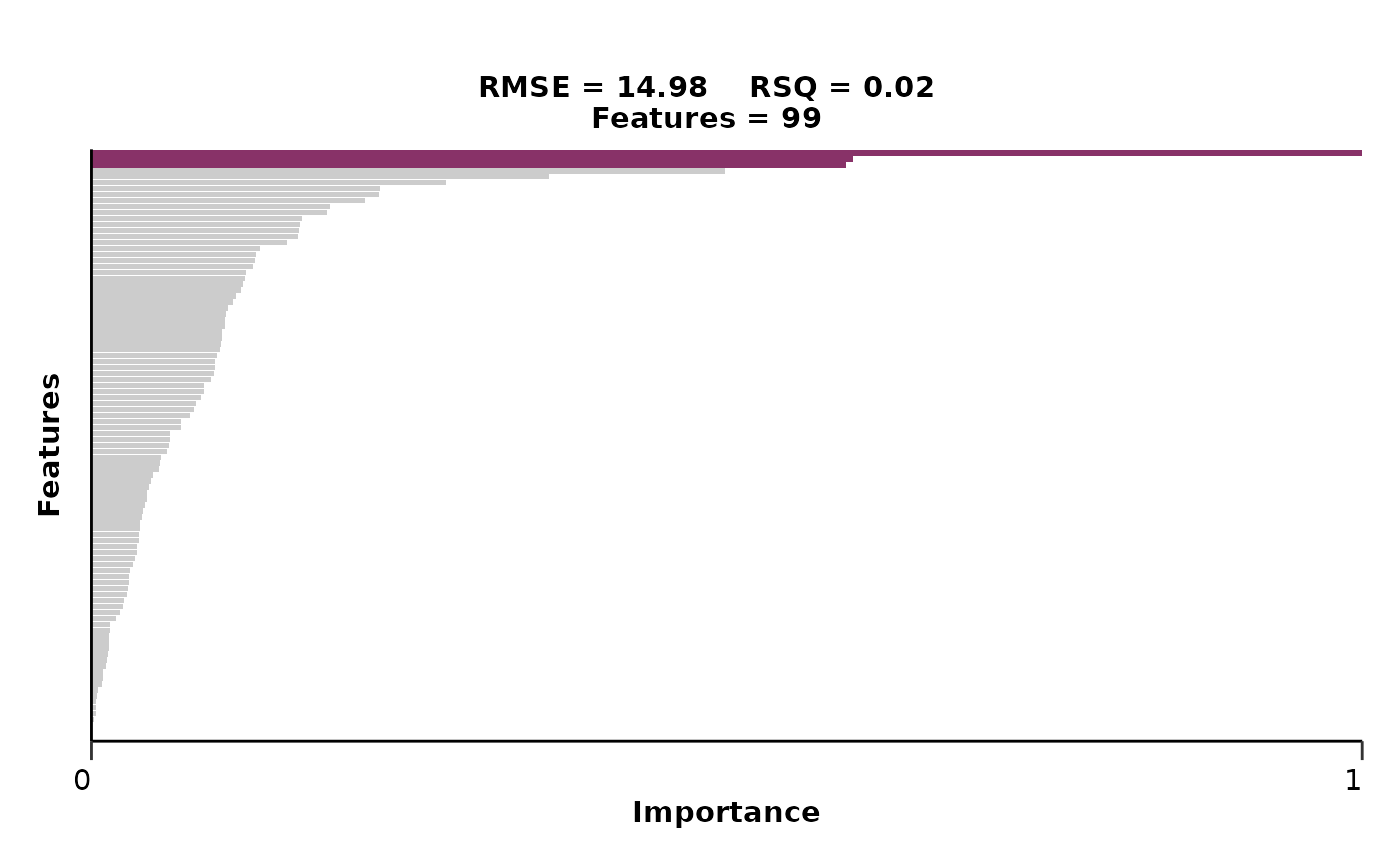 RMSE = 14.98 RSQ = 0.02
Features = 99
Features
0 1
Importance